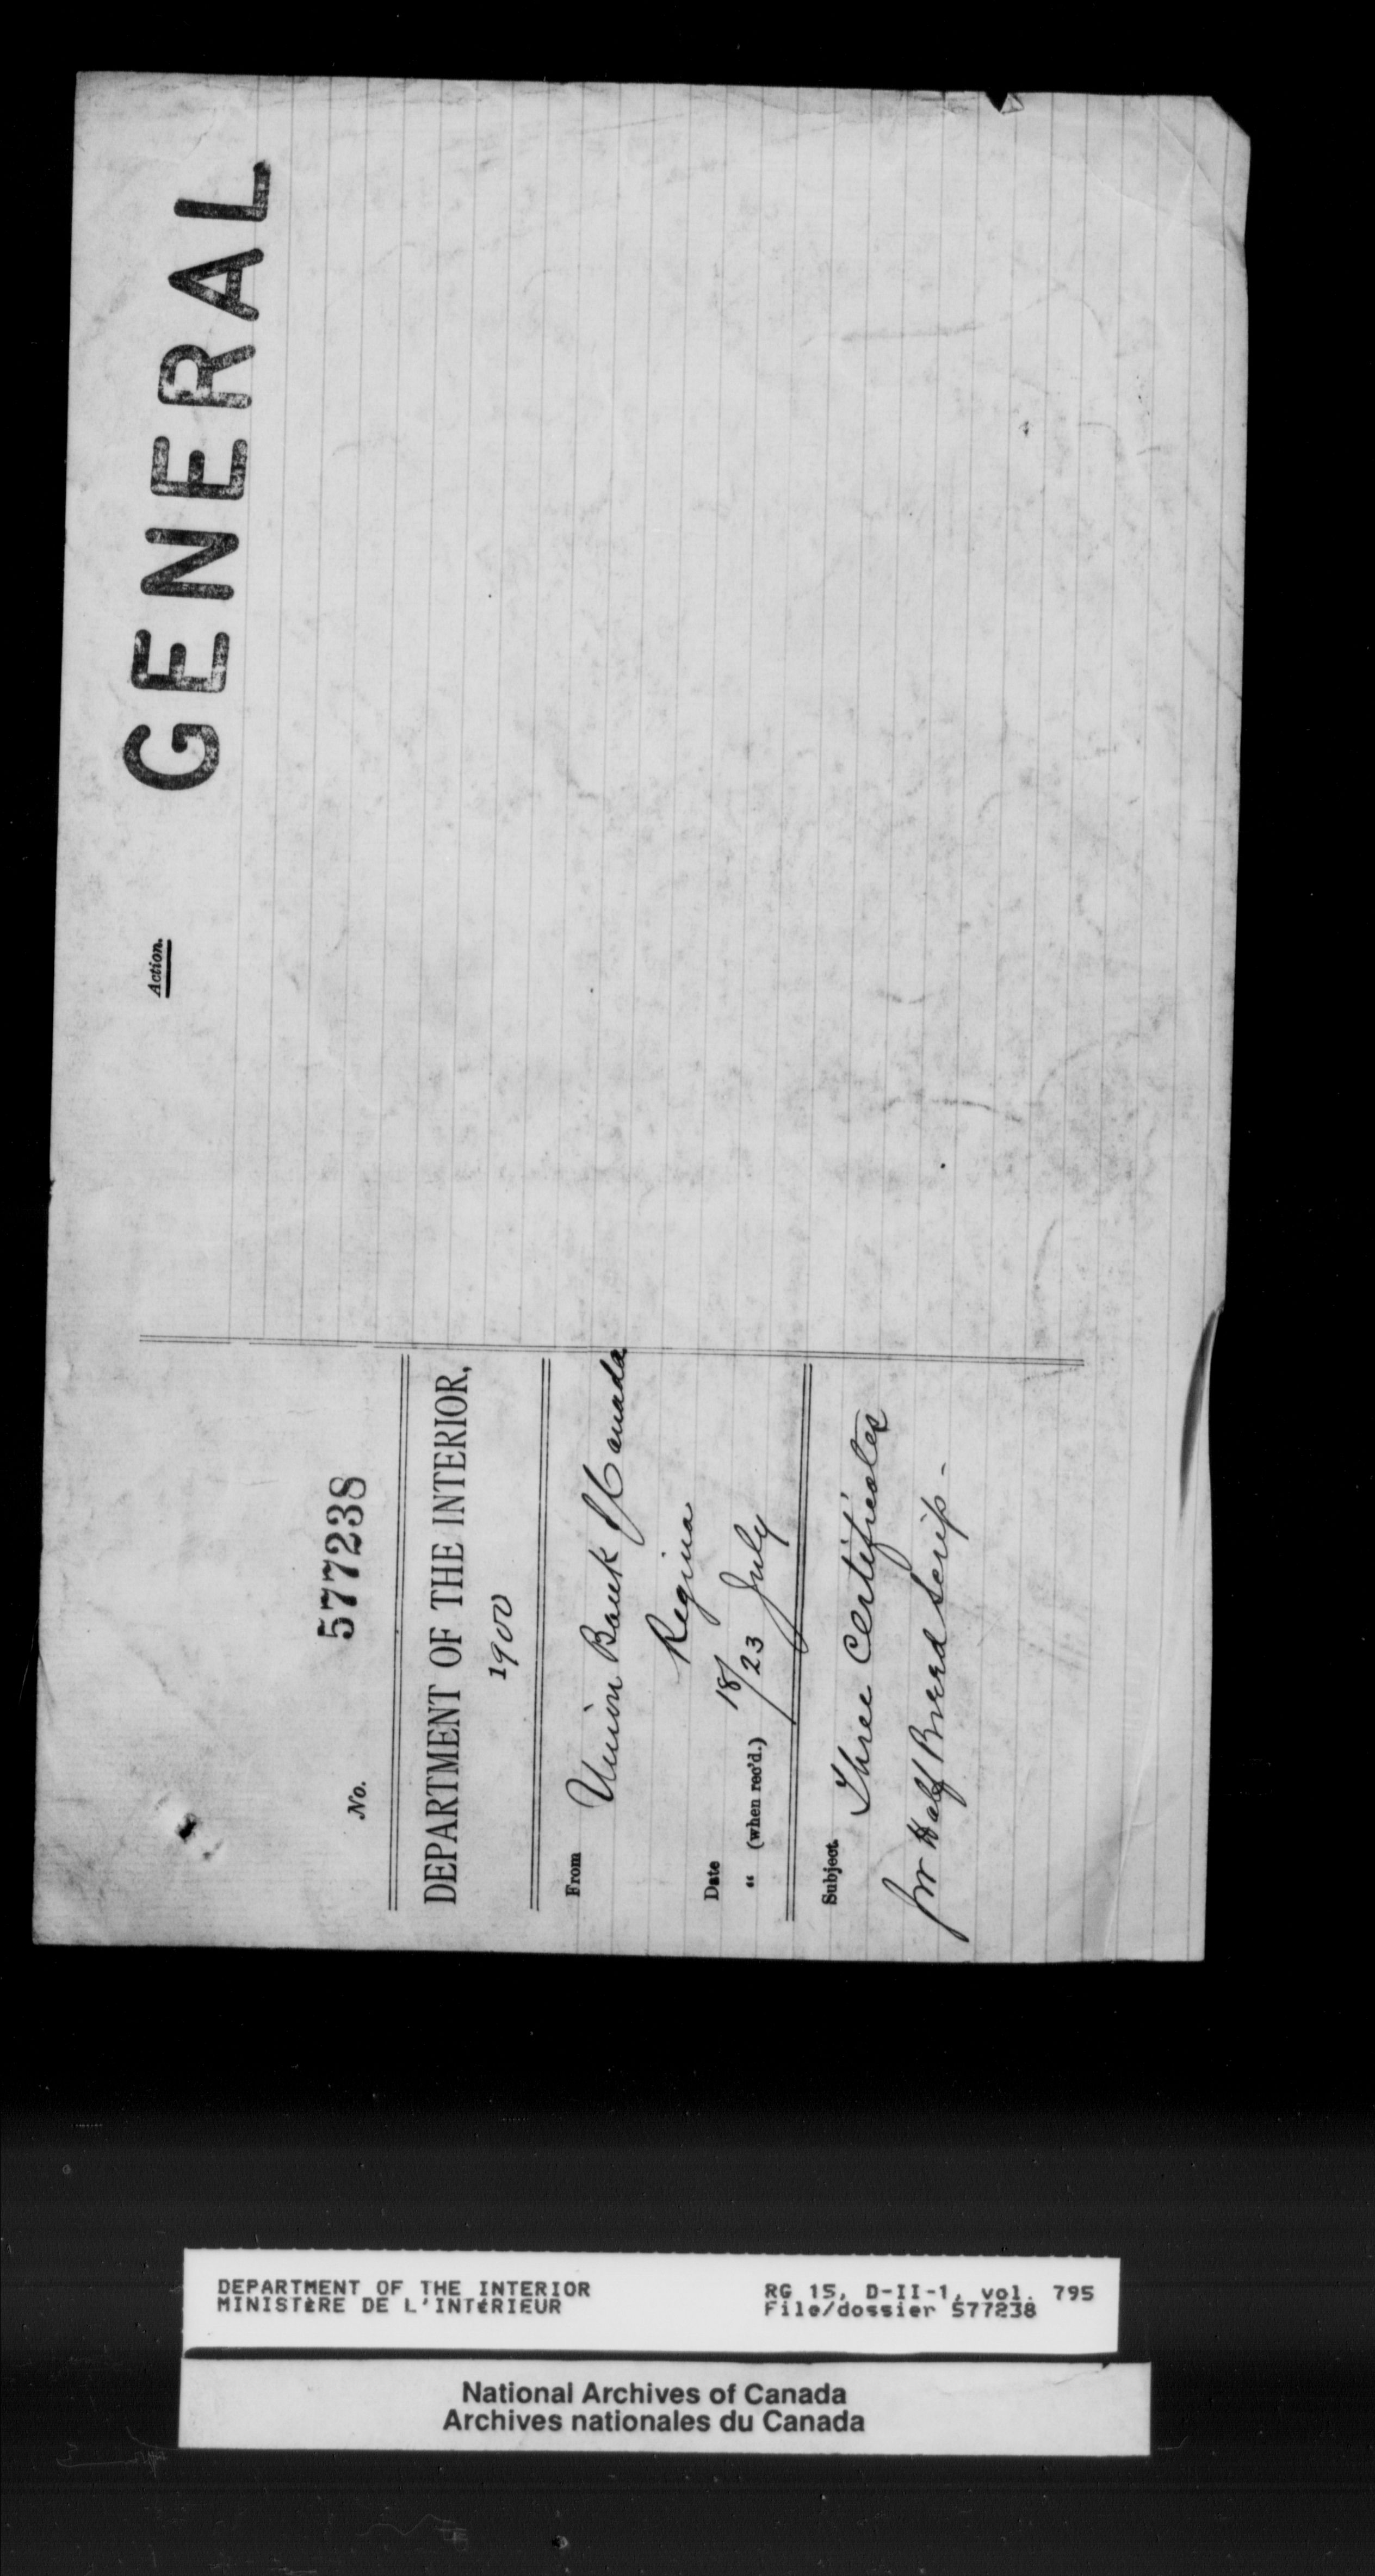 Action.
GENERAL
No. 577238
DEPARTMENT OF THE INTERIOR,
1900
From Union Bank of Canada
Regina
Date 18/
" (when rec'd.) 23 July
Subject. Three Certificates
for Half Breed Scrip -
DEPARTMENT OF THE INTERIOR RG 15, D-II-1, vol. 795
MINISTÈRE DE L'INTÉRIEUR File/dossier 577238
National Archives of Canada
Archives nationales du Canada